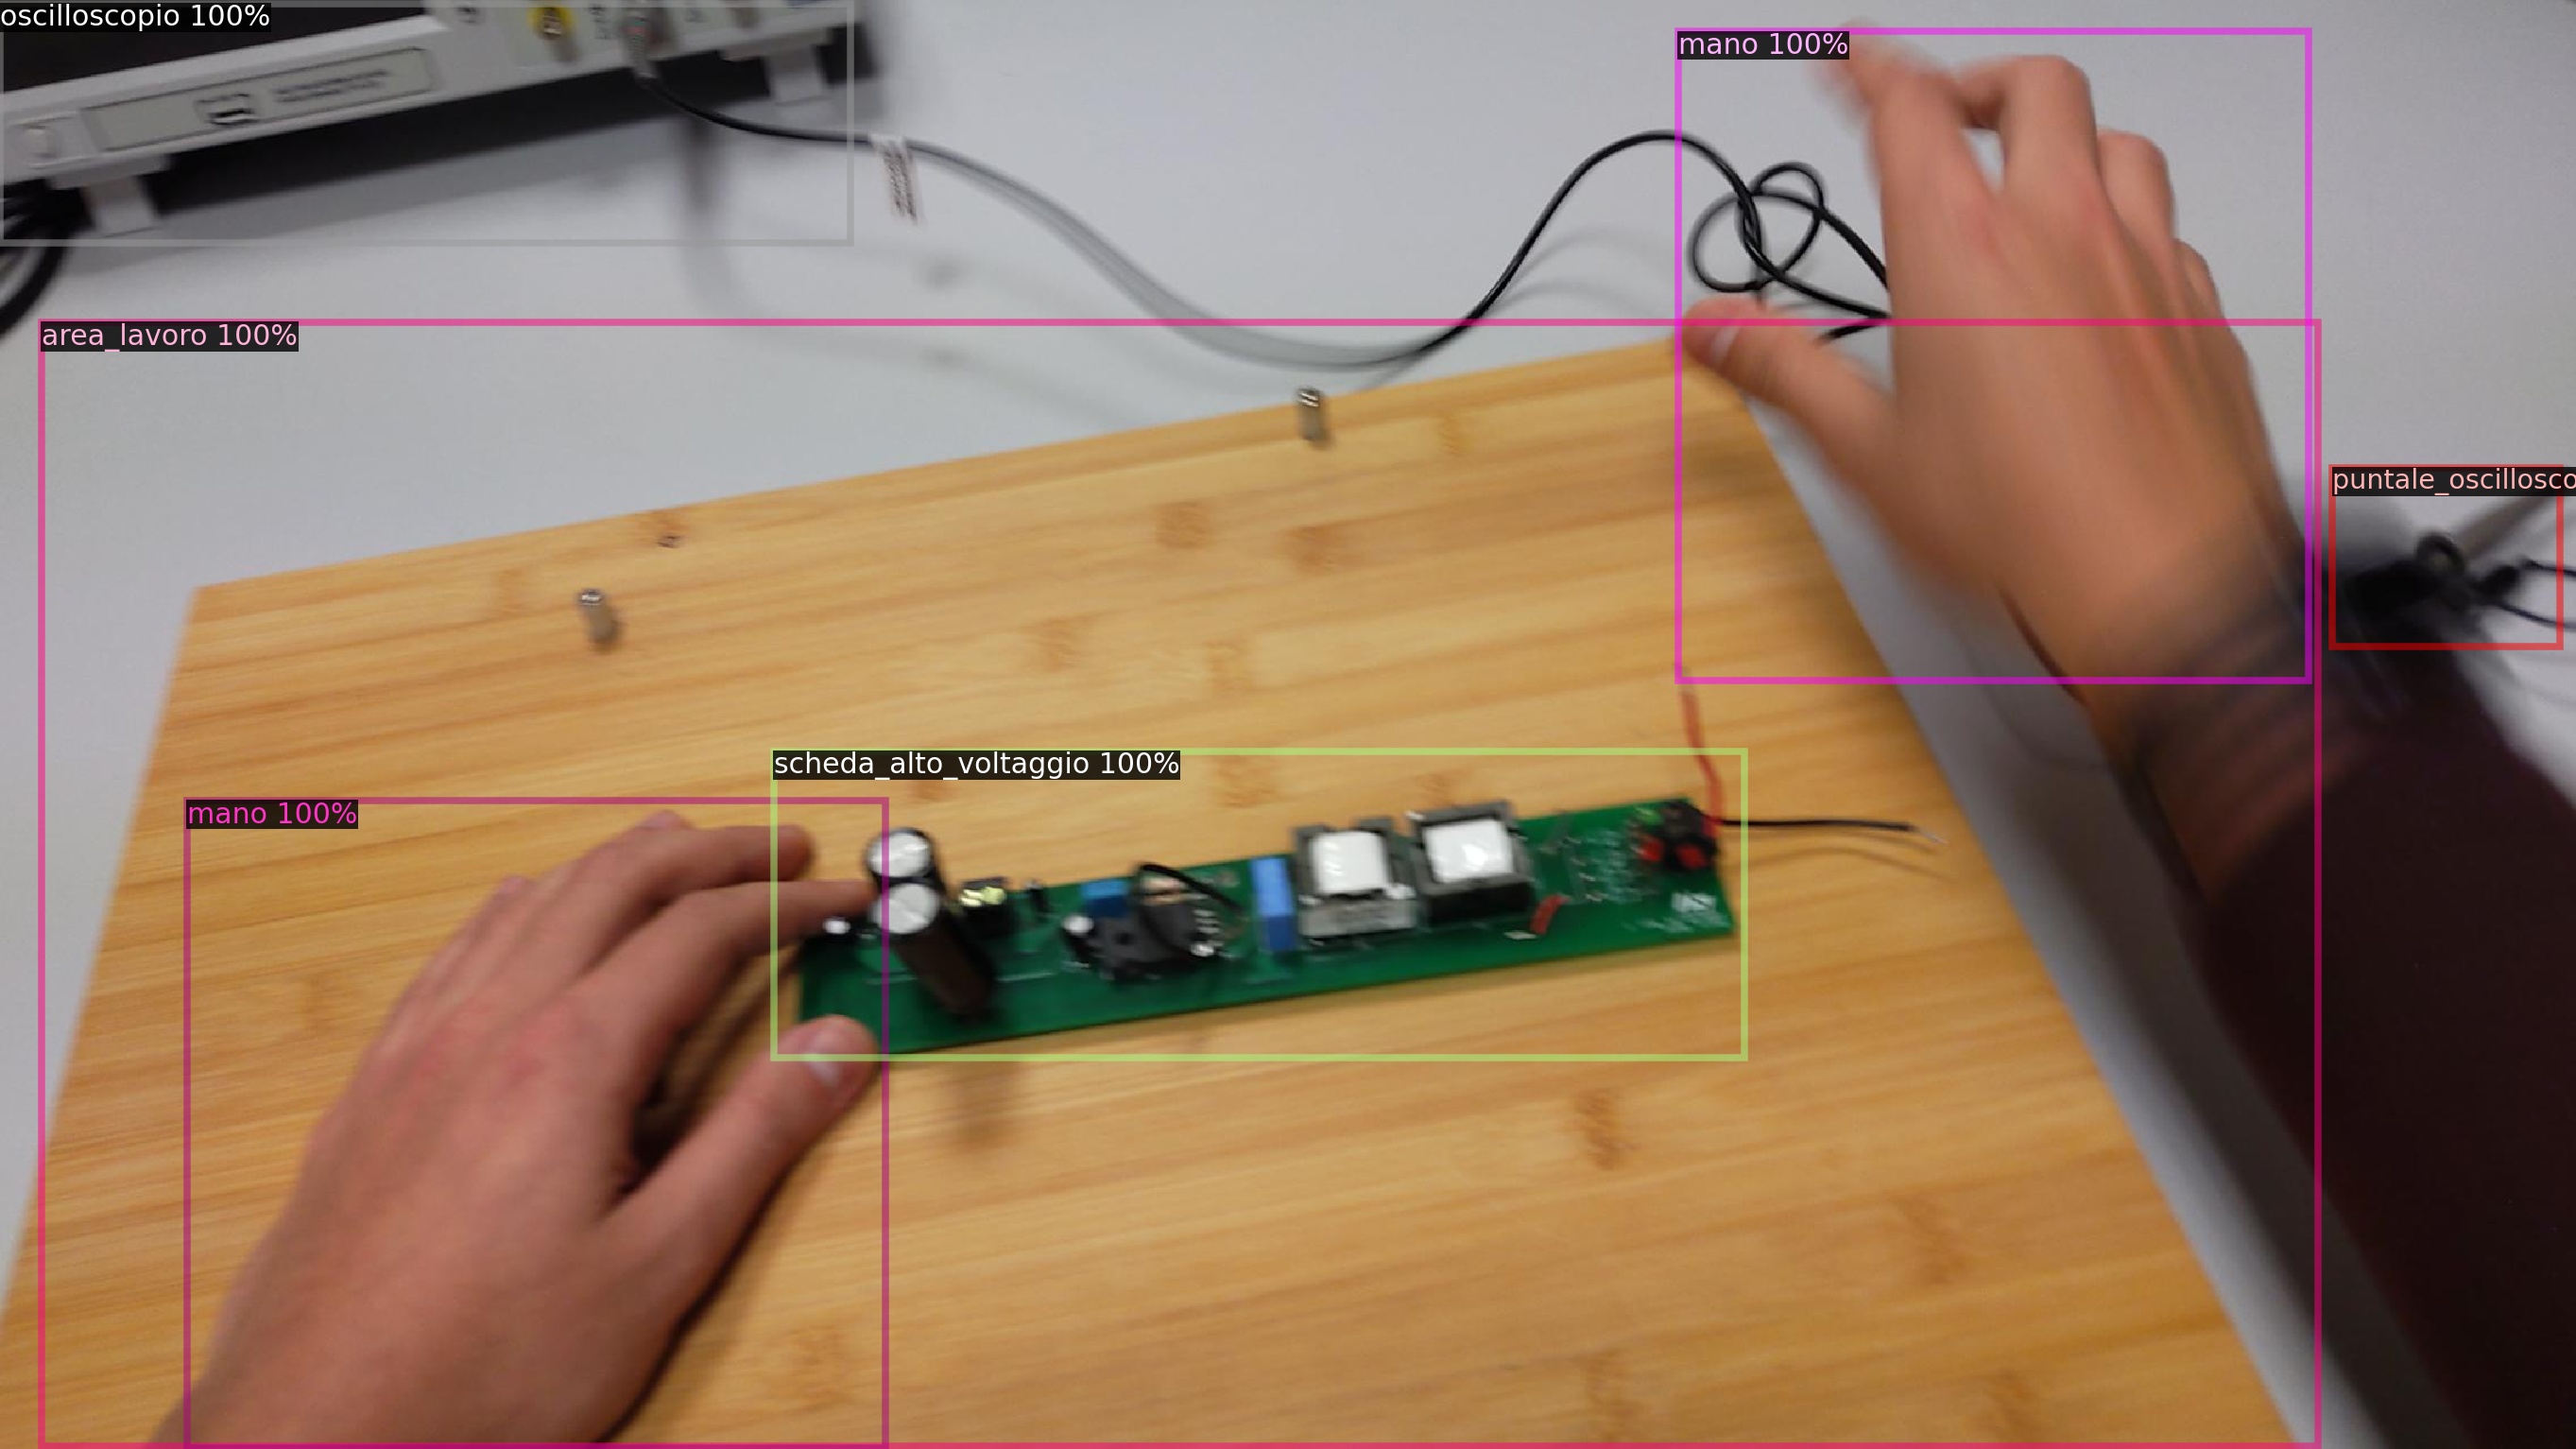 oscilloscopio 100%
mano 100%
area_lavoro 100%
puntale_oscillosco
scheda_alto_voltaggio 100%
mano 100%